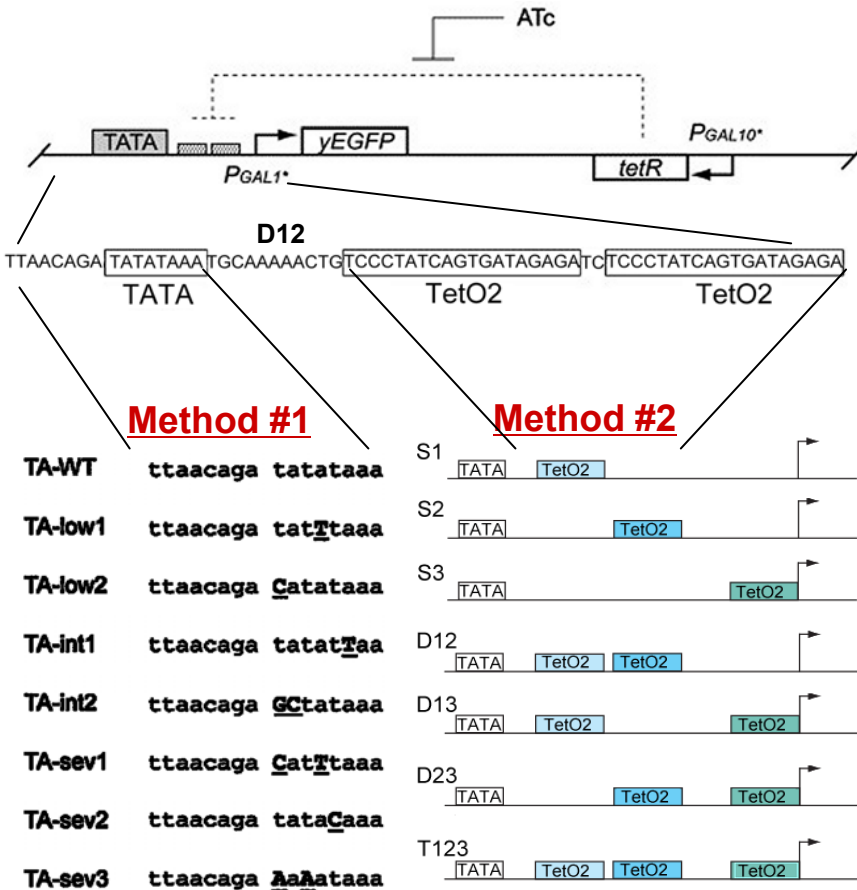 ATc
TATA
yEGFP
PGAL10*
PGAL1*
tetR
D12
TTAACAGA TATATAAA TGCAAAAACTG TCCCTATCAGTGATAGAGA TC TCCCTATCAGTGATAGAGA
TATA TetO2 TetO2
Method #1 Method #2
TA-WT ttaacaga tatataaa
TA-low1 ttaacaga tatTtaaa
TA-low2 ttaacaga Catataaa
TA-int1 ttaacaga tatatTaa
TA-int2 ttaacaga GCtataaa
TA-sev1 ttaacaga CatTtaaa
TA-sev2 ttaacaga tataCaaa
TA-sev3 ttaacaga AaAataaa
S1
TATA TetO2
S2
TATA TetO2
S3
TATA TetO2
D12
TATA TetO2 TetO2
D13
TATA TetO2 TetO2
D23
TATA TetO2 TetO2
T123
TATA TetO2 TetO2 TetO2